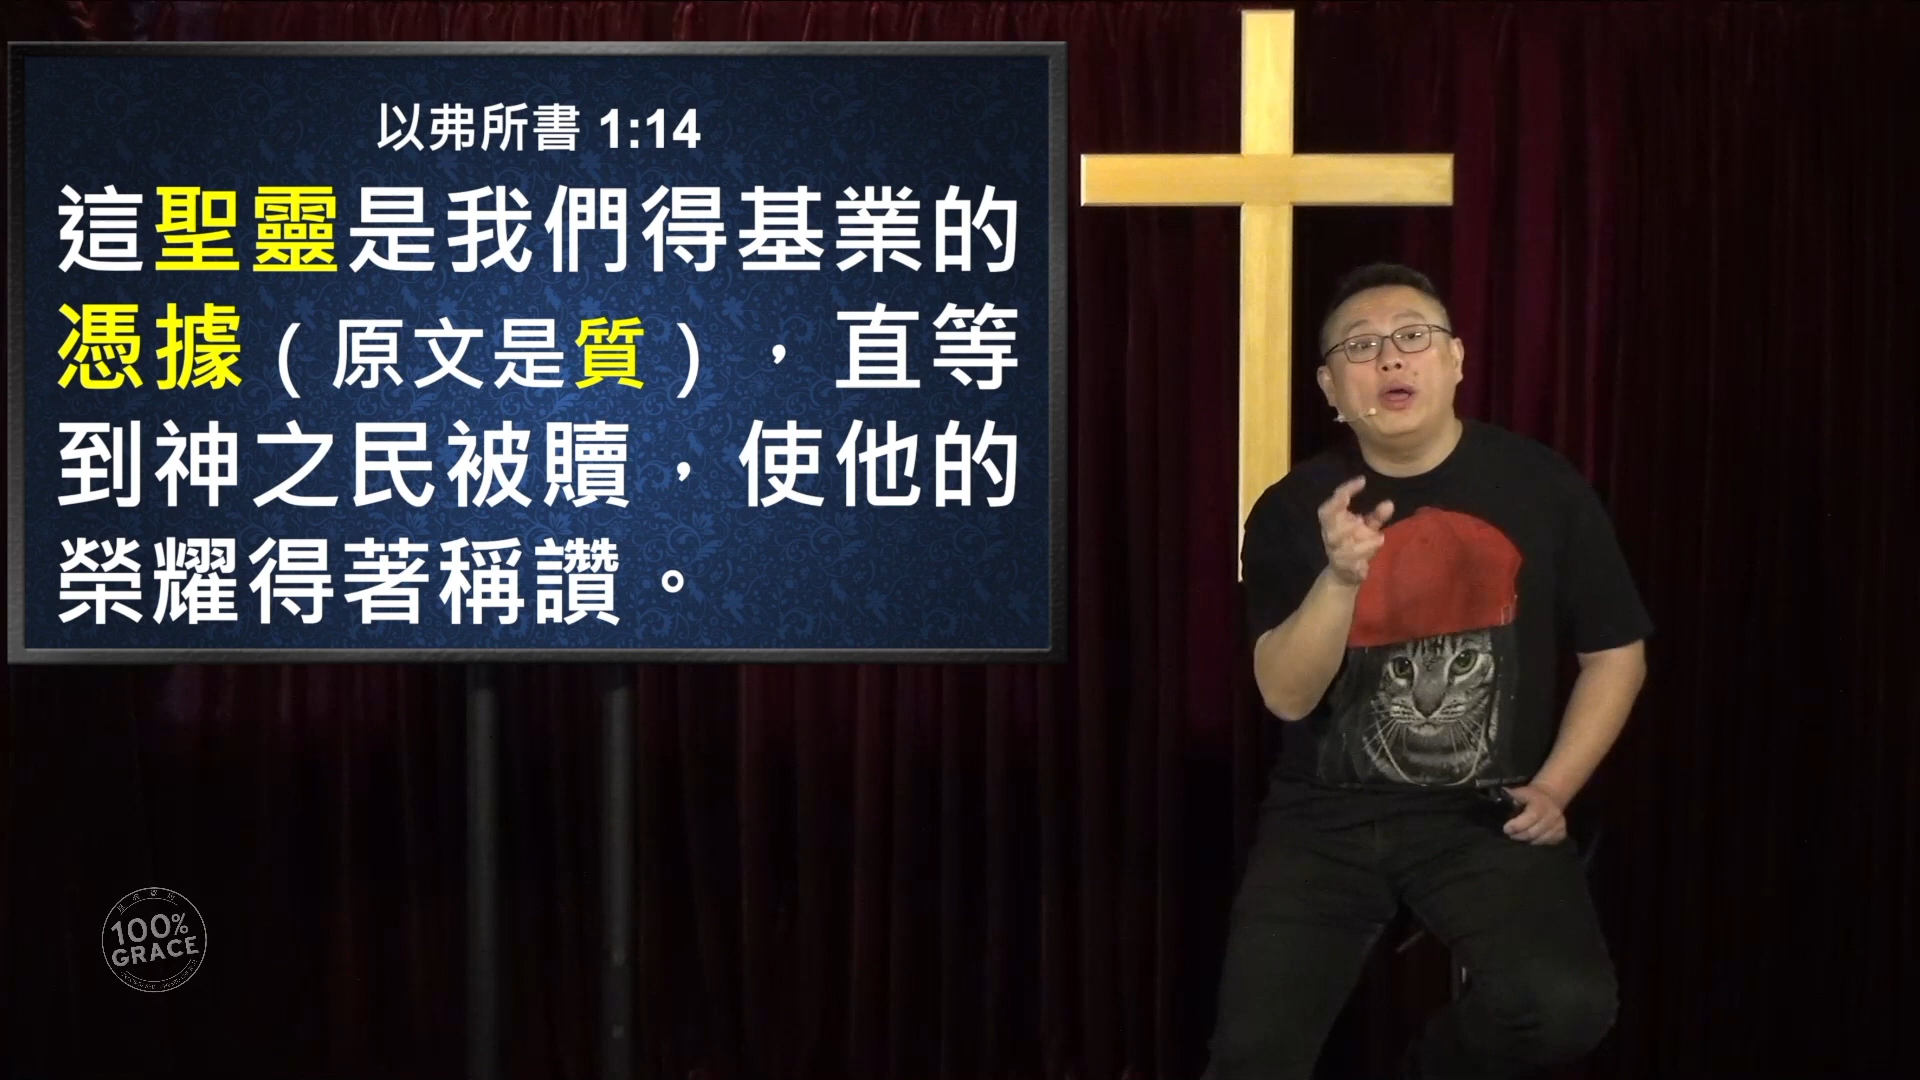 以弗所書 1:14
這聖靈是我們得基業的
憑據（原文是質），直等
到神之民被贖，使他的
榮耀得著稱讚。
100%
GRACE